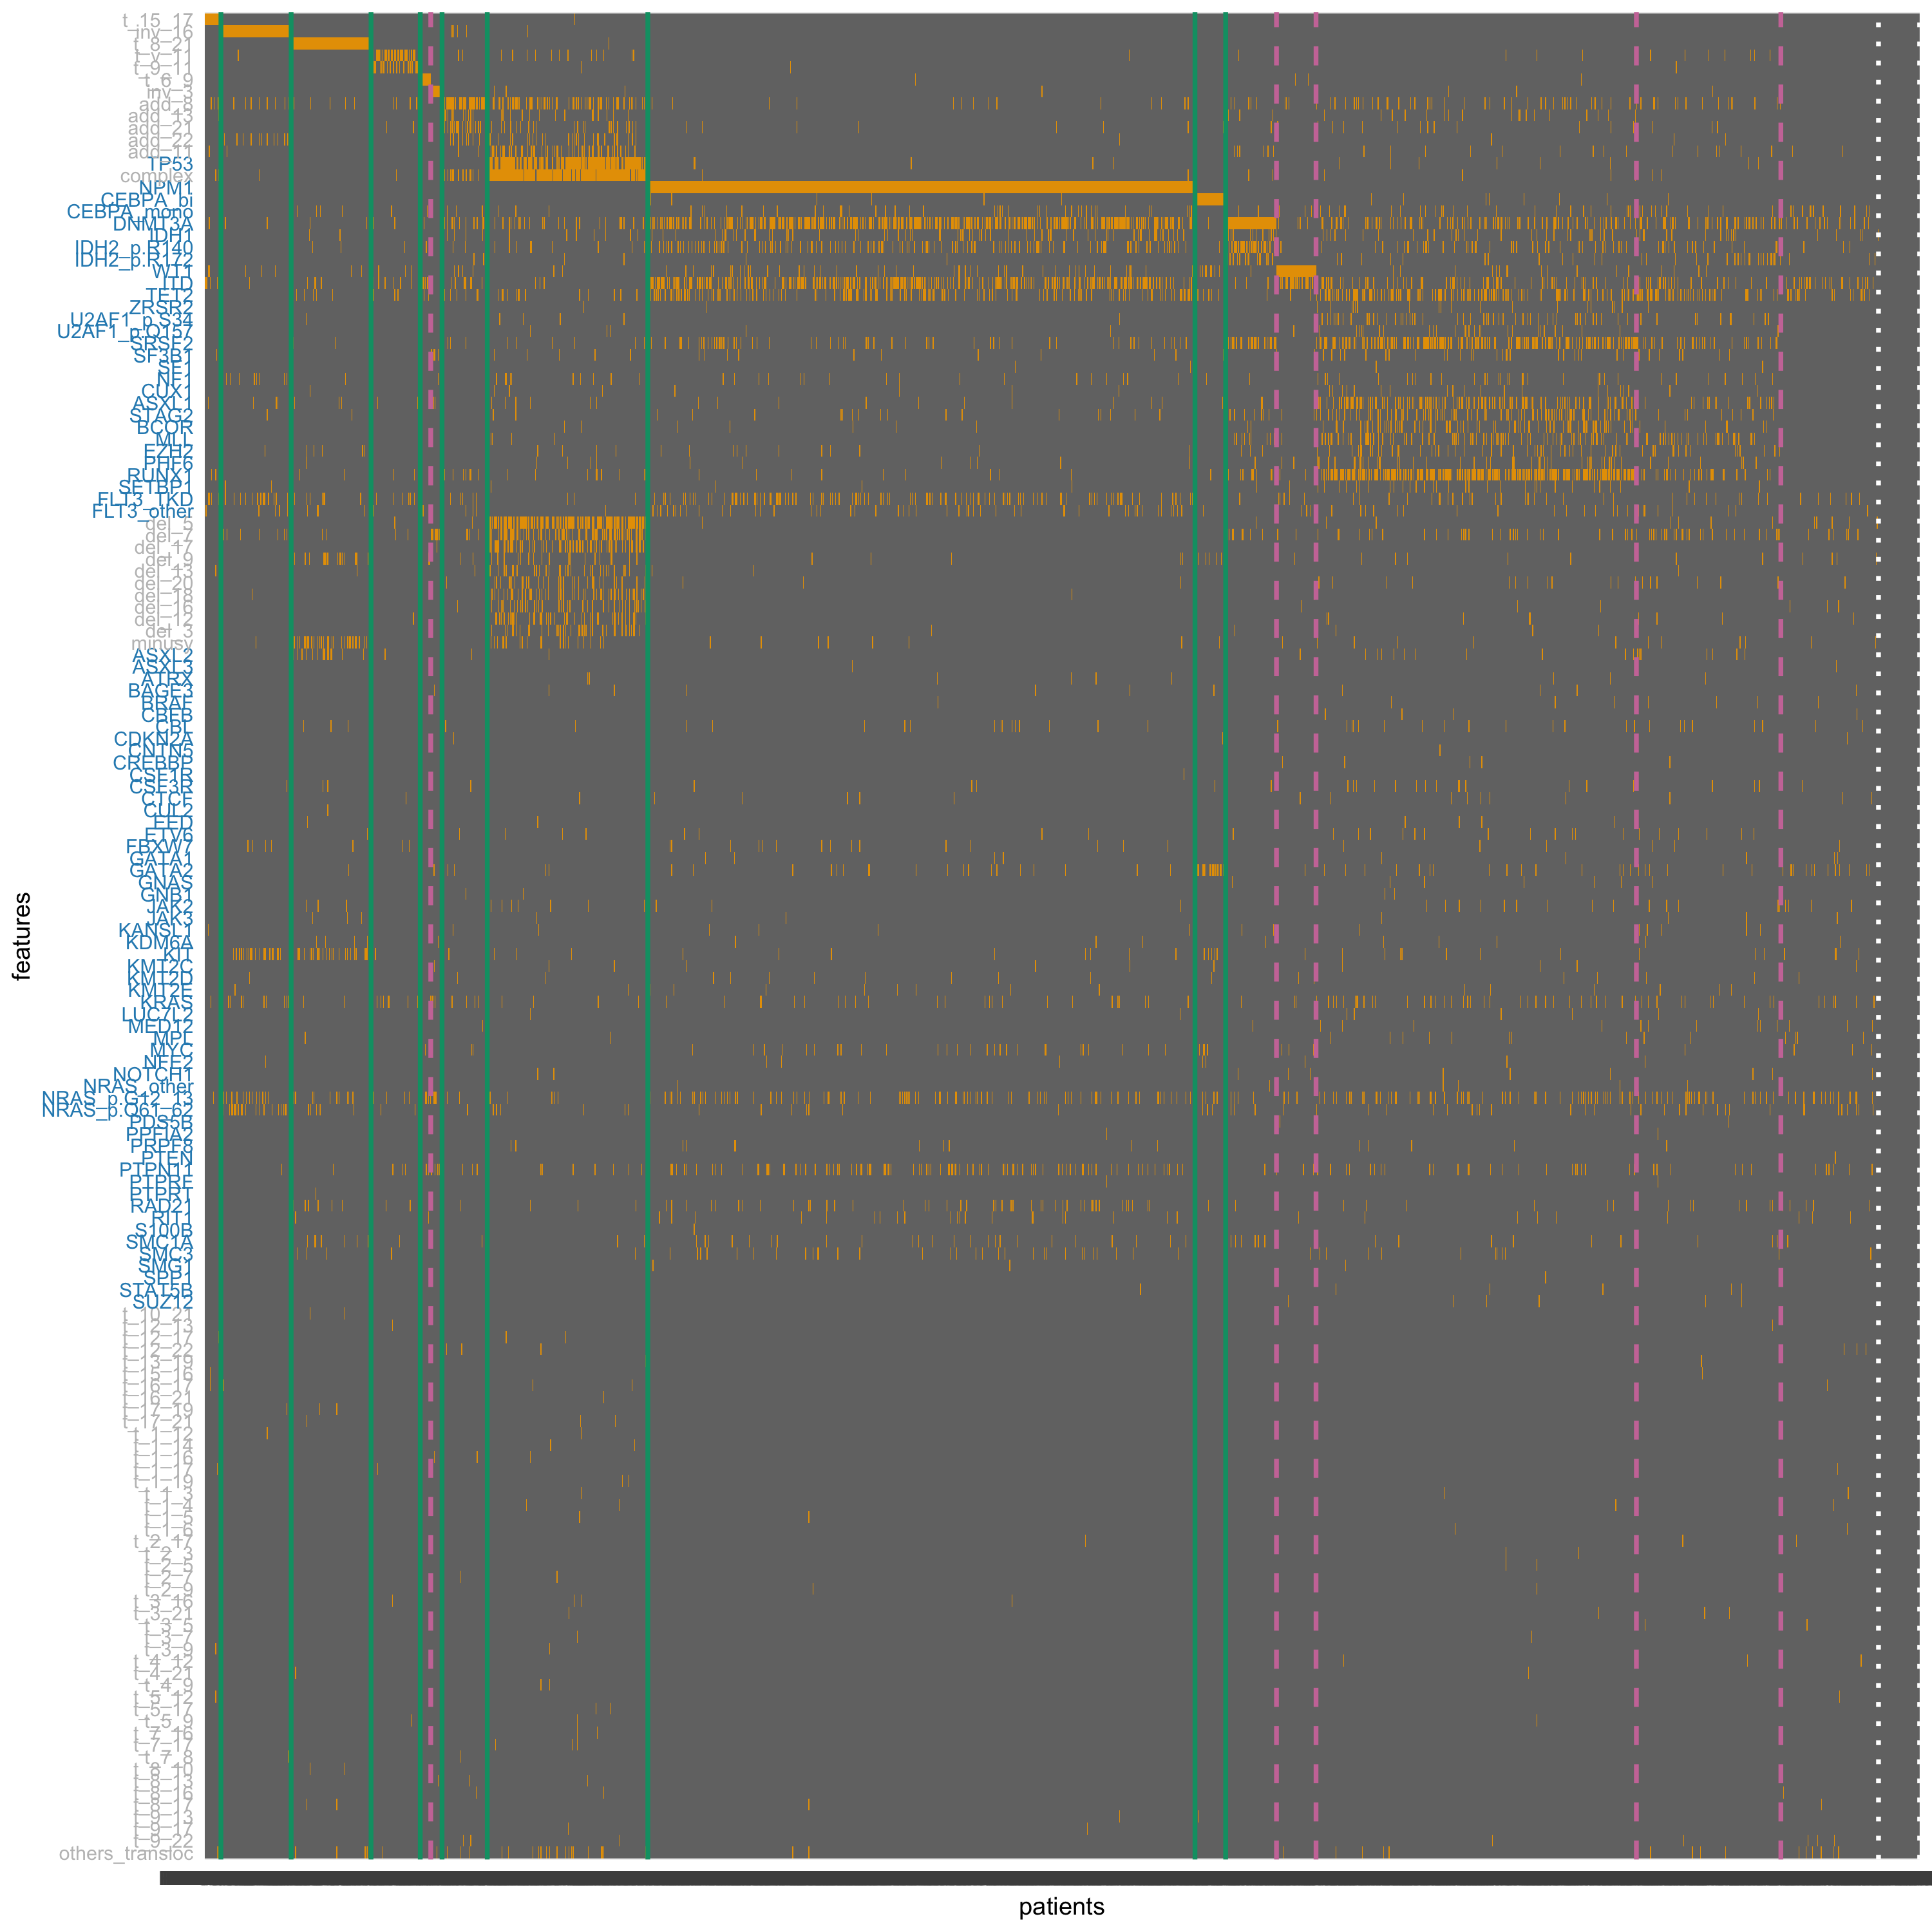 features
t_15_17
inv_16
t_8_21
t_v_11
t_9_11
t_6_9
inv_3
add_8
add_13
add_21
add_22
add_11
TP53
complex
NPM1
CEBPA_bi
CEBPA_mono
DNMT3A
IDH1
IDH2_p.R140
IDH2_p.R172
WT1
ITD
TET2
ZRSR2
U2AF1_p.S34
U2AF1_p.Q157
SRSF2
SF3B1
SF1
NF1
CUX1
ASXL1
STAG2
BCOR
MLL
EZH2
PHF6
RUNX1
SETBP1
FLT3_TKD
FLT3_other
del_5
del_7
del_17
del_9
del_13
del_20
del_18
del_16
del_12
del_3
minusy
ASXL2
ASXL3
ATRX
BAGE3
BRAF
CBFB
CBL
CDKN2A
CNTN5
CREBBP
CSF1R
CSF3R
CTCF
CUL2
EED
ETV6
FBXW7
GATA1
GATA2
GNAS
GNB1
JAK2
JAK3
KANSL1
KDM6A
KIT
KMT2C
KMT2D
KMT2E
KRAS
LUC7L2
MED12
MPL
MYC
NFE2
NOTCH1
NRAS_other
NRAS_p.G12_13
NRAS_p.Q61_62
PDS5B
PPFIA2
PRPF8
PTEN
PTPN11
PTPRF
PTPRT
RAD21
RIT1
S100B
SMC1A
SMC3
SMG1
SPP1
STAT5B
SUZ12
t_10_21
t_12_13
t_12_17
t_12_22
t_13_19
t_15_16
t_16_17
t_16_21
t_17_19
t_17_21
t_1_12
t_1_14
t_1_16
t_1_17
t_1_19
t_1_3
t_1_4
t_1_5
t_1_6
t_2_17
t_2_3
t_2_5
t_2_7
t_2_9
t_3_16
t_3_21
t_3_5
t_3_7
t_3_9
t_4_12
t_4_21
t_4_9
t_5_12
t_5_17
t_5_9
t_7_16
t_7_17
t_7_8
t_8_10
t_8_13
t_8_16
t_8_17
t_9_13
t_9_17
t_9_22
others_transloc
patients